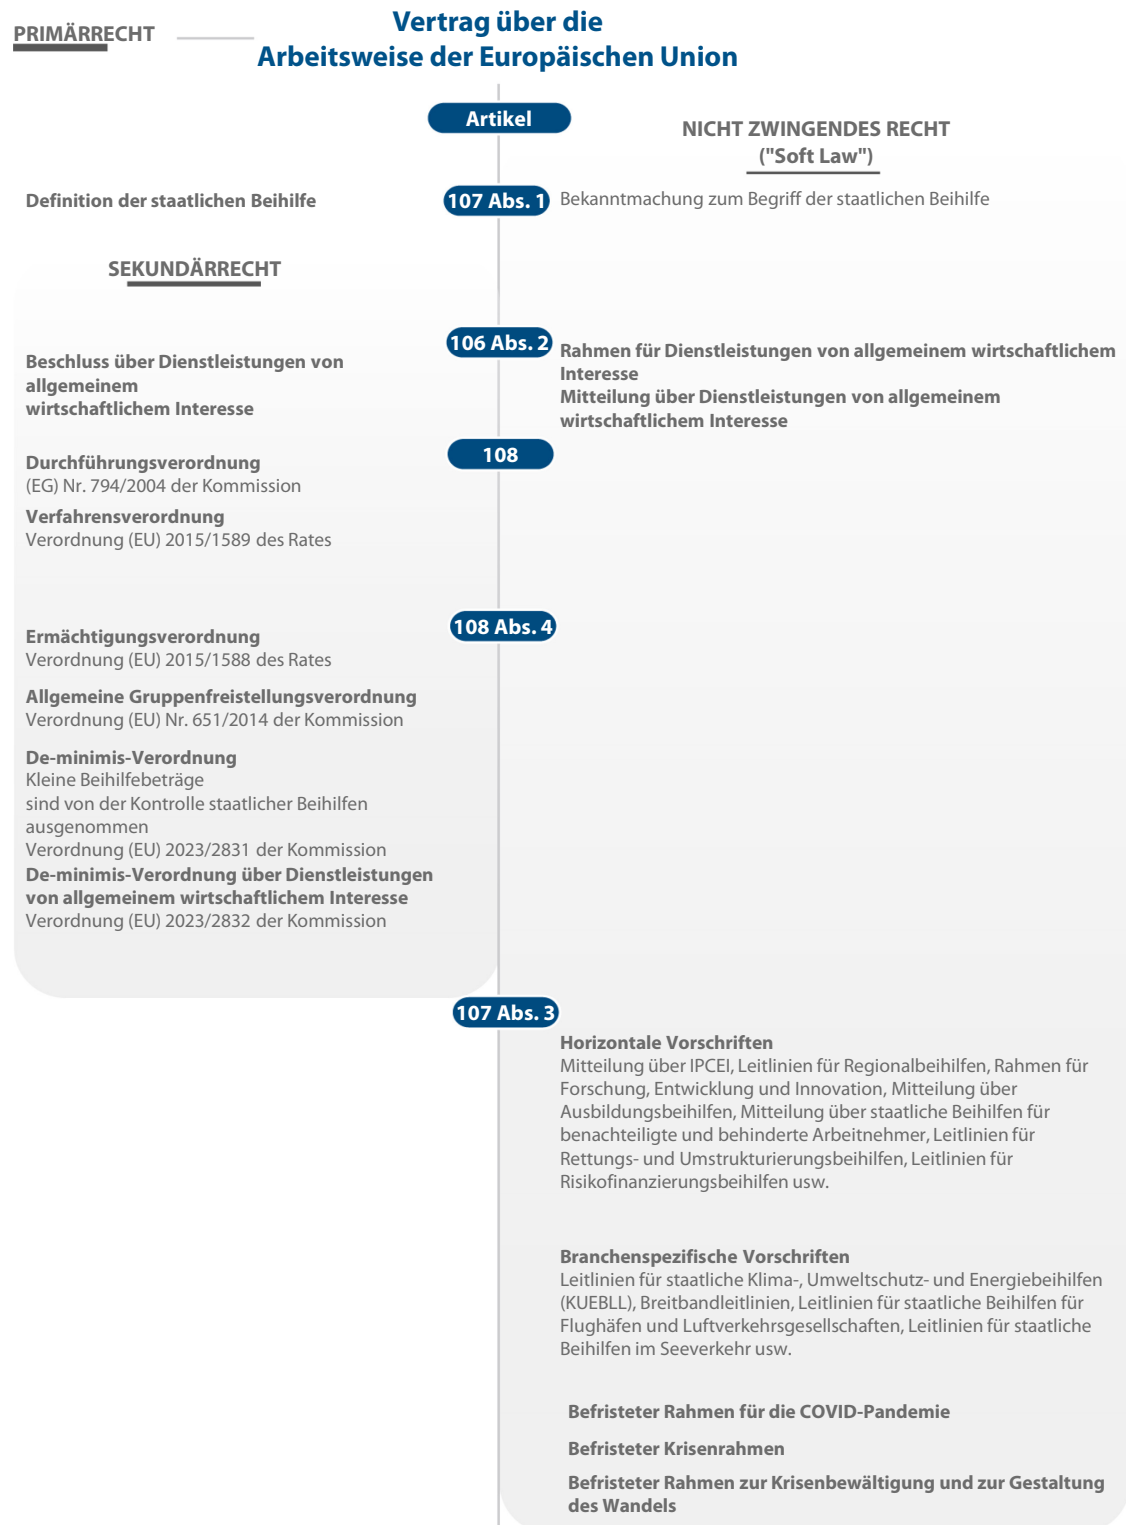 PRIMÄRRECHT
Vertrag über die
Arbeitsweise der Europäischen Union
Artikel
NICHT ZWINGENDES RECHT
("Soft Law")
Definition der staatlichen Beihilfe
107 Abs. 1
Bekanntmachung zum Begriff der staatlichen Beihilfe
SEKUNDÄRRECHT
106 Abs. 2
Beschluss über Dienstleistungen von
allgemeinem
wirtschaftlichem Interesse
Rahmen für Dienstleistungen von allgemeinem wirtschaftlichem
Interesse
Mitteilung über Dienstleistungen von allgemeinem
wirtschaftlichem Interesse
108
Durchführungsverordnung
(EG) Nr. 794/2004 der Kommission
Verfahrensverordnung
Verordnung (EU) 2015/1589 des Rates
108 Abs. 4
Ermächtigungsverordnung
Verordnung (EU) 2015/1588 des Rates
Allgemeine Gruppenfreistellungsverordnung
Verordnung (EU) Nr. 651/2014 der Kommission
De-minimis-Verordnung
Kleine Beihilfebeträge
sind von der Kontrolle staatlicher Beihilfen
ausgenommen
Verordnung (EU) 2023/2831 der Kommission
De-minimis-Verordnung über Dienstleistungen
von allgemeinem wirtschaftlichem Interesse
Verordnung (EU) 2023/2832 der Kommission
107 Abs. 3
Horizontale Vorschriften
Mitteilung über IPCEI, Leitlinien für Regionalbeihilfen, Rahmen für
Forschung, Entwicklung und Innovation, Mitteilung über
Ausbildungsbeihilfen, Mitteilung über staatliche Beihilfen für
benachteiligte und behinderte Arbeitnehmer, Leitlinien für
Rettungs- und Umstrukturierungsbeihilfen, Leitlinien für
Risikofinanzierungsbeihilfen usw.
Branchenspezifische Vorschriften
Leitlinien für staatliche Klima-, Umweltschutz- und Energiebeihilfen
(KUEBLL), Breitbandleitlinien, Leitlinien für staatliche Beihilfen für
Flughäfen und Luftverkehrsgesellschaften, Leitlinien für staatliche
Beihilfen im Seeverkehr usw.
Befristeter Rahmen für die COVID-Pandemie
Befristeter Krisenrahmen
Befristeter Rahmen zur Krisenbewältigung und zur Gestaltung
des Wandels